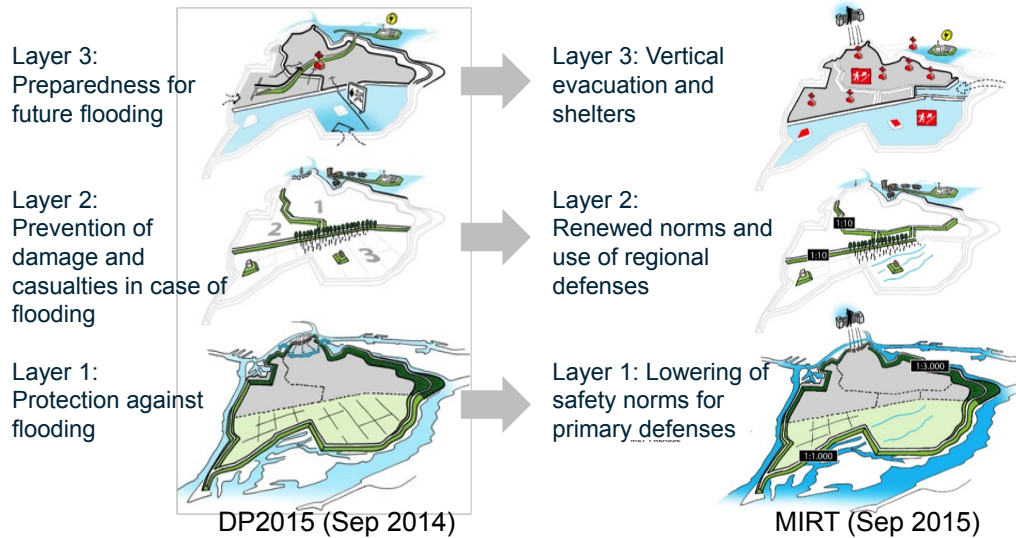 Layer 3:
Preparedness for
future flooding
Layer 3: Vertical
evacuation and
shelters
Layer 2:
Prevention of
damage and
casualties in case of
flooding
1
2
3
Layer 2:
Renewed norms and
use of regional
defenses
1:10
1:10
Layer 1:
Protection against
flooding
Layer 1: Lowering of
safety norms for
primary defenses
1:3.000
1:1.000
DP2015 (Sep 2014)
MIRT (Sep 2015)